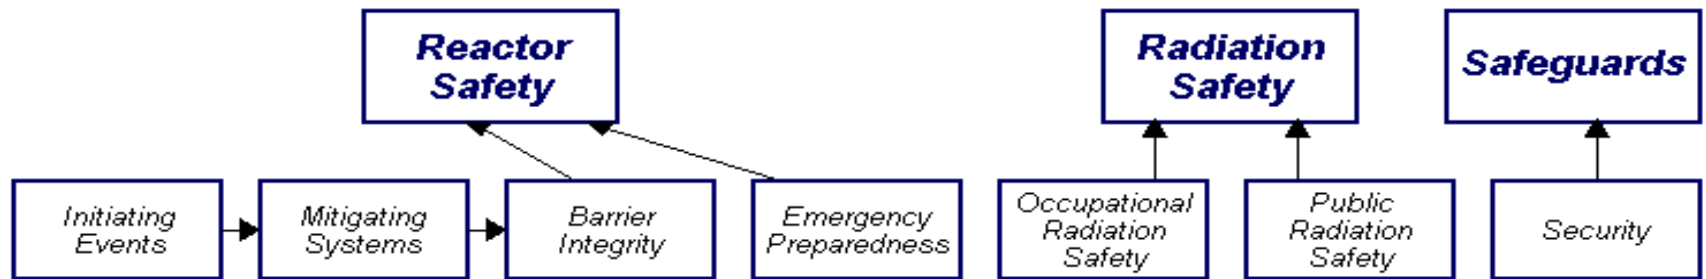 Reactor
Safety
Radiation
Safety
Safeguards
Initiating
Events
Mitigating
Systems
Barrier
Integrity
Emergency
Preparedness
Occupational
Radiation
Safety
Public
Radiation
Safety
Security